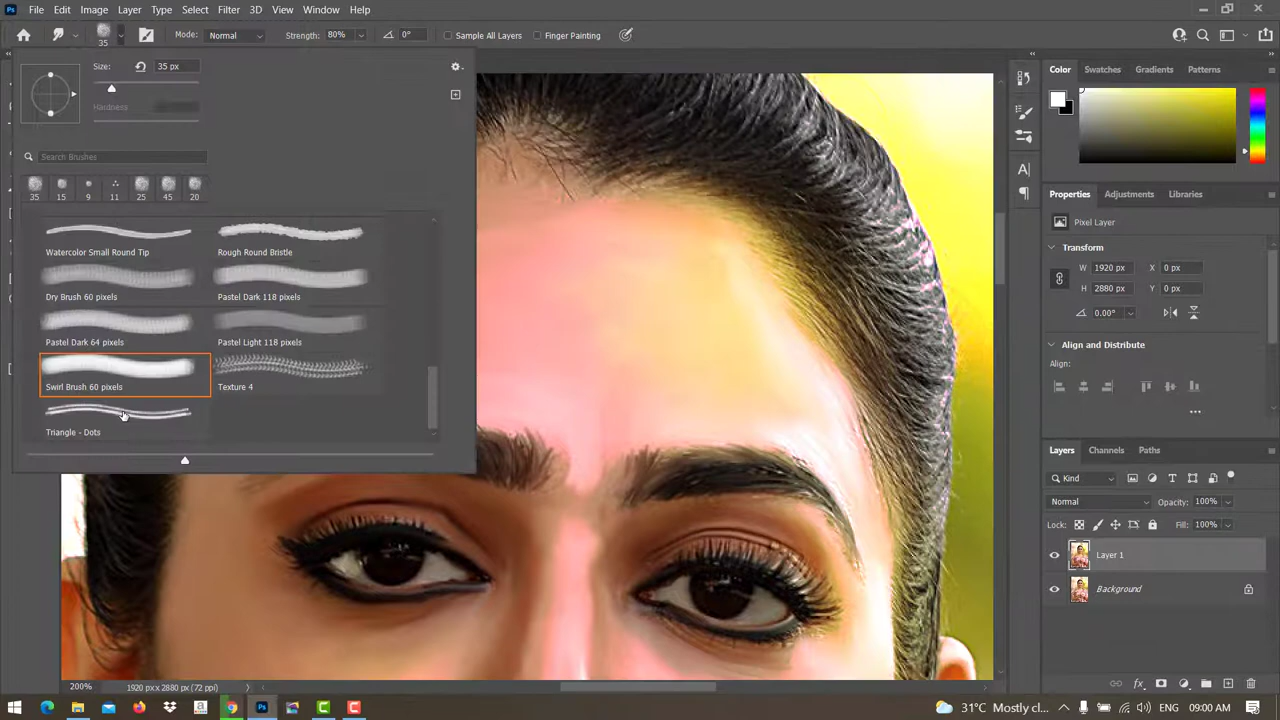 Ps File Edit Image Layer Type Select Filter 3D View Window Help
35 Mode: Normal Strength: 80% 0° Sample All Layers Finger Painting
Size: 35 px
Hardness
Search Brushes
35 15 9 11 25 45 20
Watercolor Small Round Tip Rough Round Bristle
Dry Brush 60 pixels Pastel Dark 118 pixels
Pastel Dark 64 pixels Pastel Light 118 pixels
Swirl Brush 60 pixels Texture 4
Triangle - Dots
Color Swatches Gradients Patterns
Properties Adjustments Libraries
Pixel Layer
Transform
W 1920 px X 0 px
H 2880 px Y 0 px
0.00°
Align and Distribute
Align:
Layers Channels Paths
Kind
Normal Opacity: 100%
Lock: Fill: 100%
Layer 1
Background
fx
200% 1920 px x 2880 px (72 ppi)
31°C Mostly cl... ENG 09:00 AM